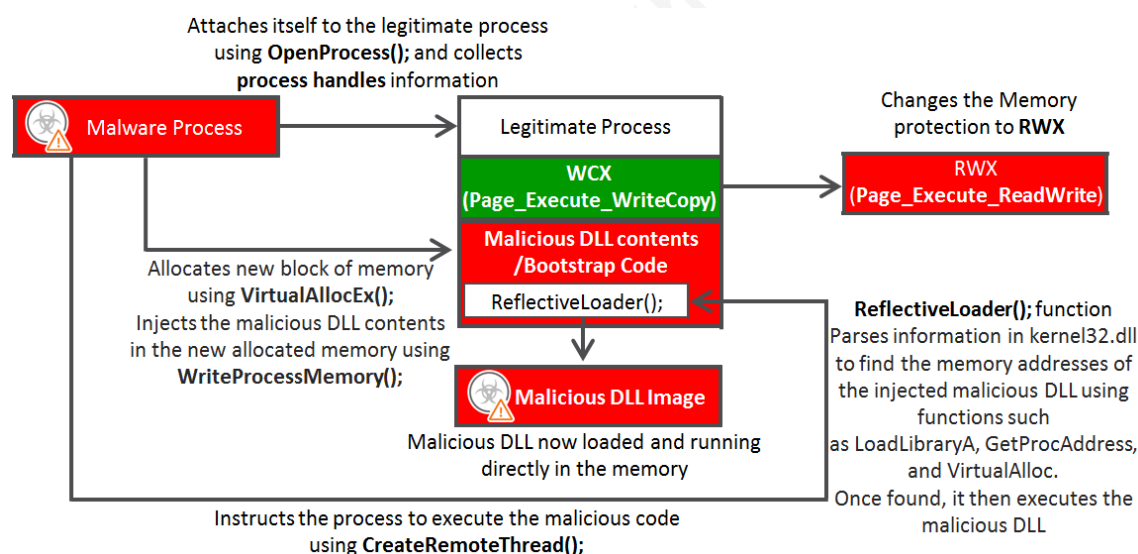 Attaches itself to the legitimate process
using OpenProcess(); and collects
process handles information
Malware Process
Legitimate Process
WCX
(Page_Execute_WriteCopy)
Changes the Memory
protection to RWX
RWX
(Page_Execute_ReadWrite)
Malicious DLL contents
/Bootstrap Code
ReflectiveLoader();
Allocates new block of memory
using VirtualAllocEx();
Injects the malicious DLL contents
in the new allocated memory using
WriteProcessMemory();
Malicious DLL Image
Malicious DLL now loaded and running
directly in the memory
ReflectiveLoader(); function
Parses information in kernel32.dll
to find the memory addresses of
the injected malicious DLL using
functions such
as LoadLibraryA, GetProcAddress,
and VirtualAlloc.
Once found, it then executes the
malicious DLL
Instructs the process to execute the malicious code
using CreateRemoteThread();